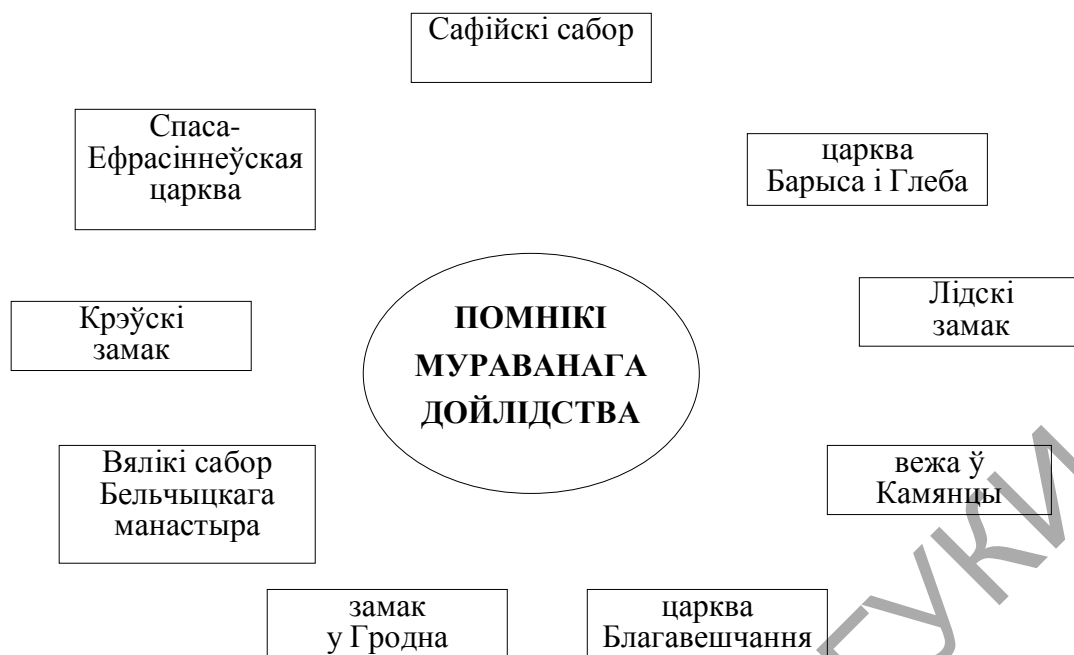 Сафійскі сабор
Спаса-
Ефрасіннеўская
царква
царква
Барыса і Глеба
Крэўскі
замак
ПОМНІКІ
МУРАВАНАГА
ДОЙЛІДСТВА
Лідскі
замак
Вялікі сабор
Бельчыцкага
манастыра
вежа ў
Камянцы
замак
у Гродна
царква
Благавешчання
ГУКИ